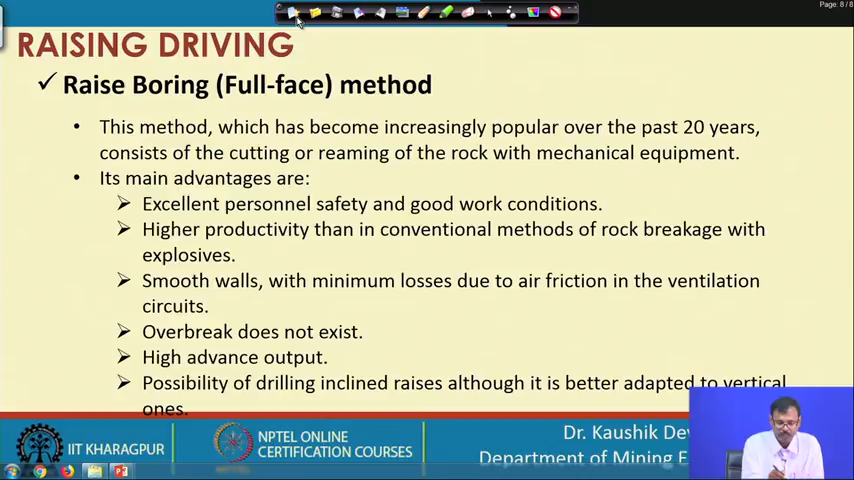 Page: 8 / 8
RAISING DRIVING
✓ Raise Boring (Full-face) method
• This method, which has become increasingly popular over the past 20 years,
consists of the cutting or reaming of the rock with mechanical equipment.
• Its main advantages are:
➢ Excellent personnel safety and good work conditions.
➢ Higher productivity than in conventional methods of rock breakage with
explosives.
➢ Smooth walls, with minimum losses due to air friction in the ventilation
circuits.
➢ Overbreak does not exist.
➢ High advance output.
➢ Possibility of drilling inclined raises although it is better adapted to vertical
ones.
IIT KHARAGPUR
NPTEL ONLINE
CERTIFICATION COURSES
Dr. Kaushik De
Department of Mining E